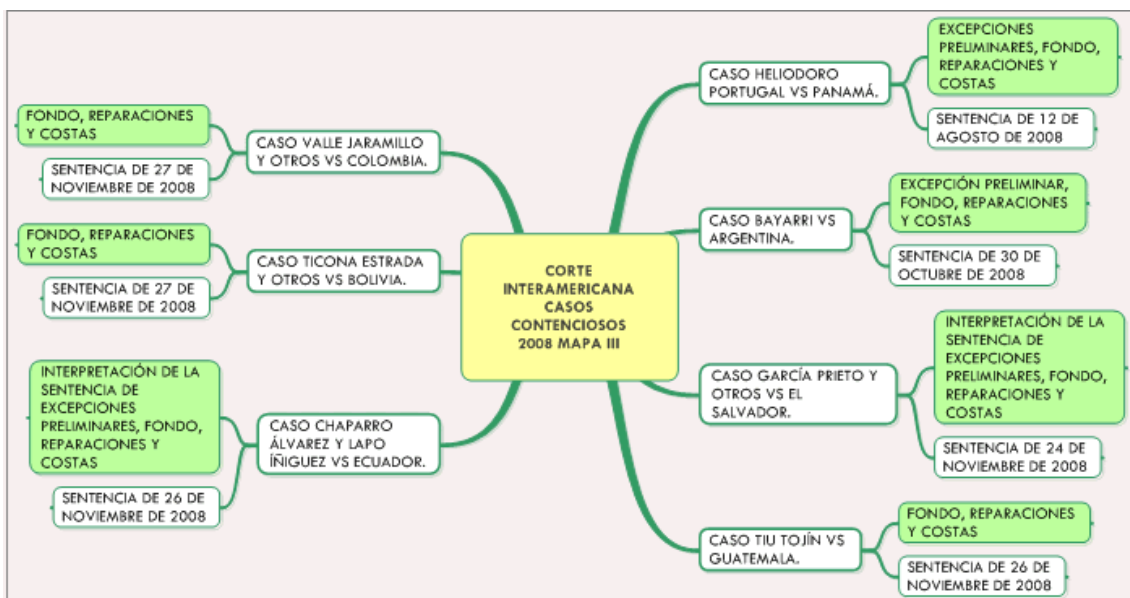 CORTE
INTERAMERICANA
CASOS
CONTENCIOSOS
2008 MAPA III
CASO HELIODORO
PORTUGAL VS PANAMÁ.
EXCEPCIONES
PRELIMINARES, FONDO,
REPARACIONES Y
COSTAS
SENTENCIA DE 12 DE
AGOSTO DE 2008
CASO BAYARRI VS
ARGENTINA.
EXCEPCIÓN PRELIMINAR,
FONDO, REPARACIONES
Y COSTAS
SENTENCIA DE 30 DE
OCTUBRE DE 2008
CASO GARCÍA PRIETO Y
OTROS VS EL
SALVADOR.
INTERPRETACIÓN DE LA
SENTENCIA DE
EXCEPCIONES
PRELIMINARES, FONDO,
REPARACIONES Y
COSTAS
SENTENCIA DE 24 DE
NOVIEMBRE DE 2008
CASO TIU TOJÍN VS
GUATEMALA.
FONDO, REPARACIONES
Y COSTAS
SENTENCIA DE 26 DE
NOVIEMBRE DE 2008
CASO VALLE JARAMILLO
Y OTROS VS COLOMBIA.
FONDO, REPARACIONES
Y COSTAS
SENTENCIA DE 27 DE
NOVIEMBRE DE 2008
CASO TICONA ESTRADA
Y OTROS VS BOLIVIA.
FONDO, REPARACIONES
Y COSTAS
SENTENCIA DE 27 DE
NOVIEMBRE DE 2008
CASO CHAPARRO
ÁLVAREZ Y LAPO
ÍÑIGUEZ VS ECUADOR.
INTERPRETACIÓN DE LA
SENTENCIA DE
EXCEPCIONES
PRELIMINARES, FONDO,
REPARACIONES Y
COSTAS
SENTENCIA DE 26 DE
NOVIEMBRE DE 2008